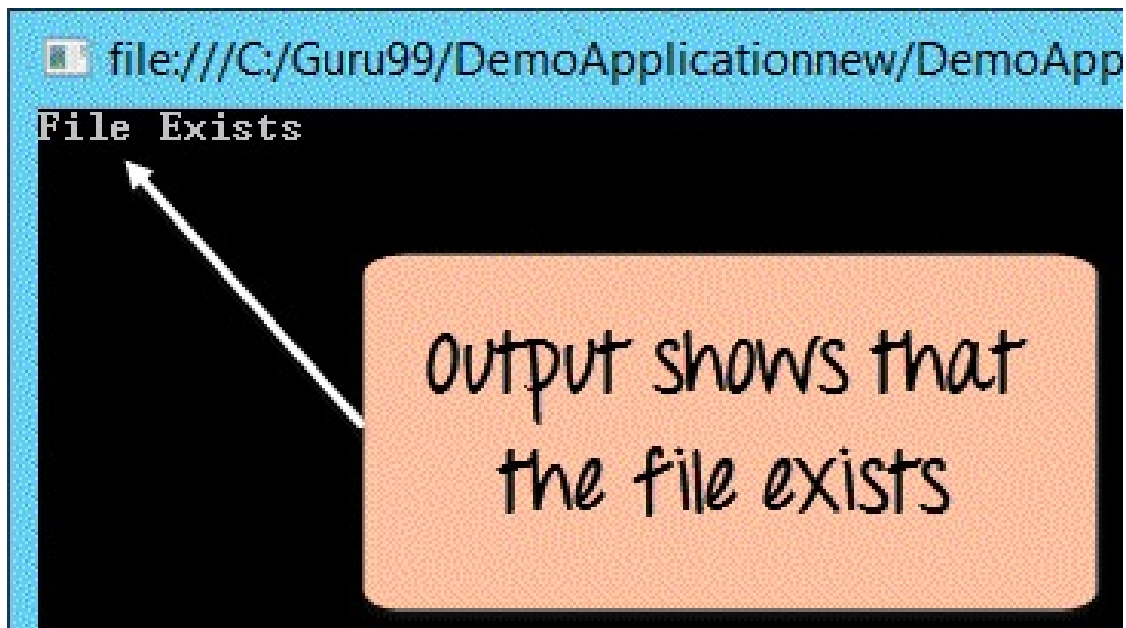 file:///C:/Guru99/DemoApplicationnew/DemoApp
File Exists
output shows that
the file exists